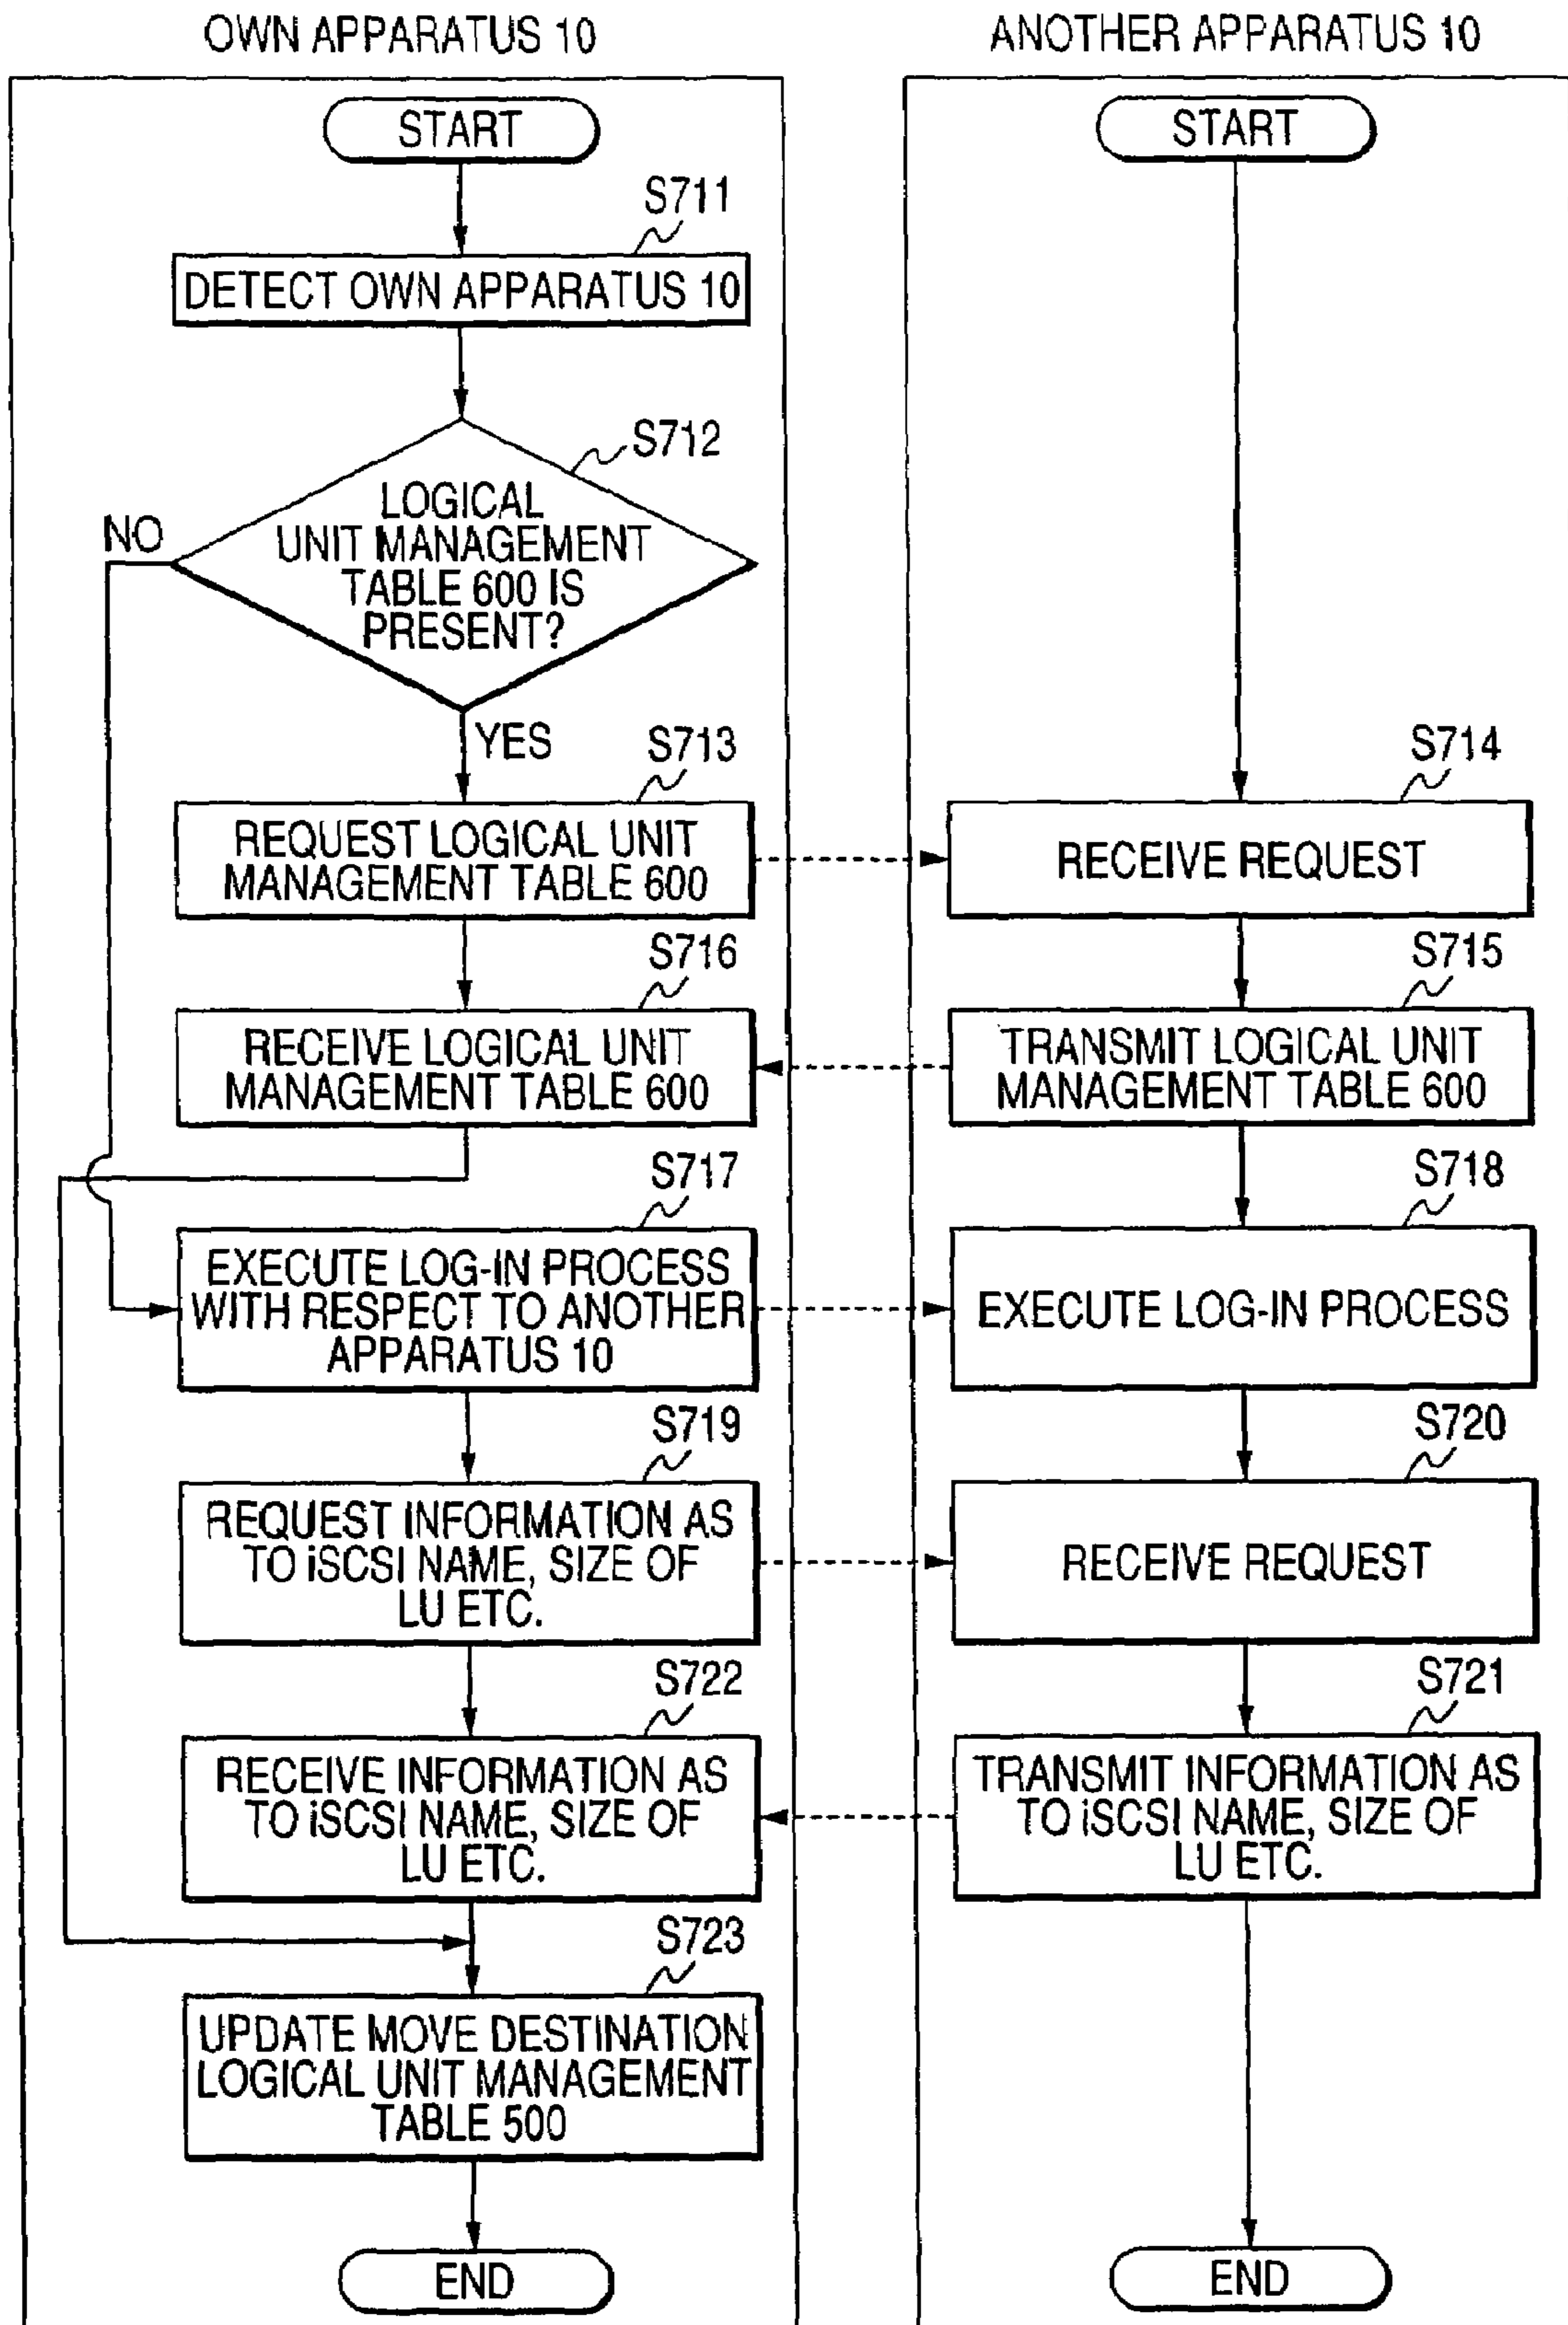 OWN APPARATUS 10
ANOTHER APPARATUS 10
START
START
S711
DETECT OWN APPARATUS 10
S712
LOGICAL
UNIT MANAGEMENT
TABLE 600 IS
PRESENT?
NO
YES
S713
REQUEST LOGICAL UNIT
MANAGEMENT TABLE 600
S714
RECEIVE REQUEST
S716
RECEIVE LOGICAL UNIT
MANAGEMENT TABLE 600
S715
TRANSMIT LOGICAL UNIT
MANAGEMENT TABLE 600
S717
EXECUTE LOG-IN PROCESS
WITH RESPECT TO ANOTHER
APPARATUS 10
S718
EXECUTE LOG-IN PROCESS
S719
REQUEST INFORMATION AS
TO iSCSI NAME, SIZE OF
LU ETC.
S720
RECEIVE REQUEST
S722
RECEIVE INFORMATION AS
TO iSCSI NAME, SIZE OF
LU ETC.
S721
TRANSMIT INFORMATION AS
TO iSCSI NAME, SIZE OF
LU ETC.
S723
UPDATE MOVE DESTINATION
LOGICAL UNIT MANAGEMENT
TABLE 500
END
END